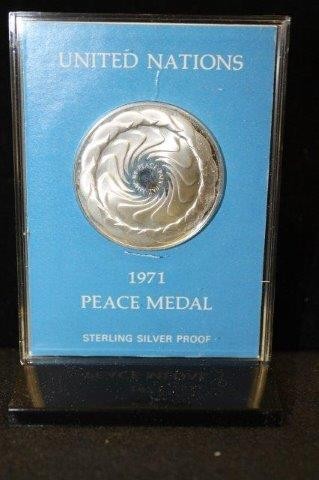 UNITED NATIONS
1971
PEACE MEDAL
STERLING SILVER PROOF